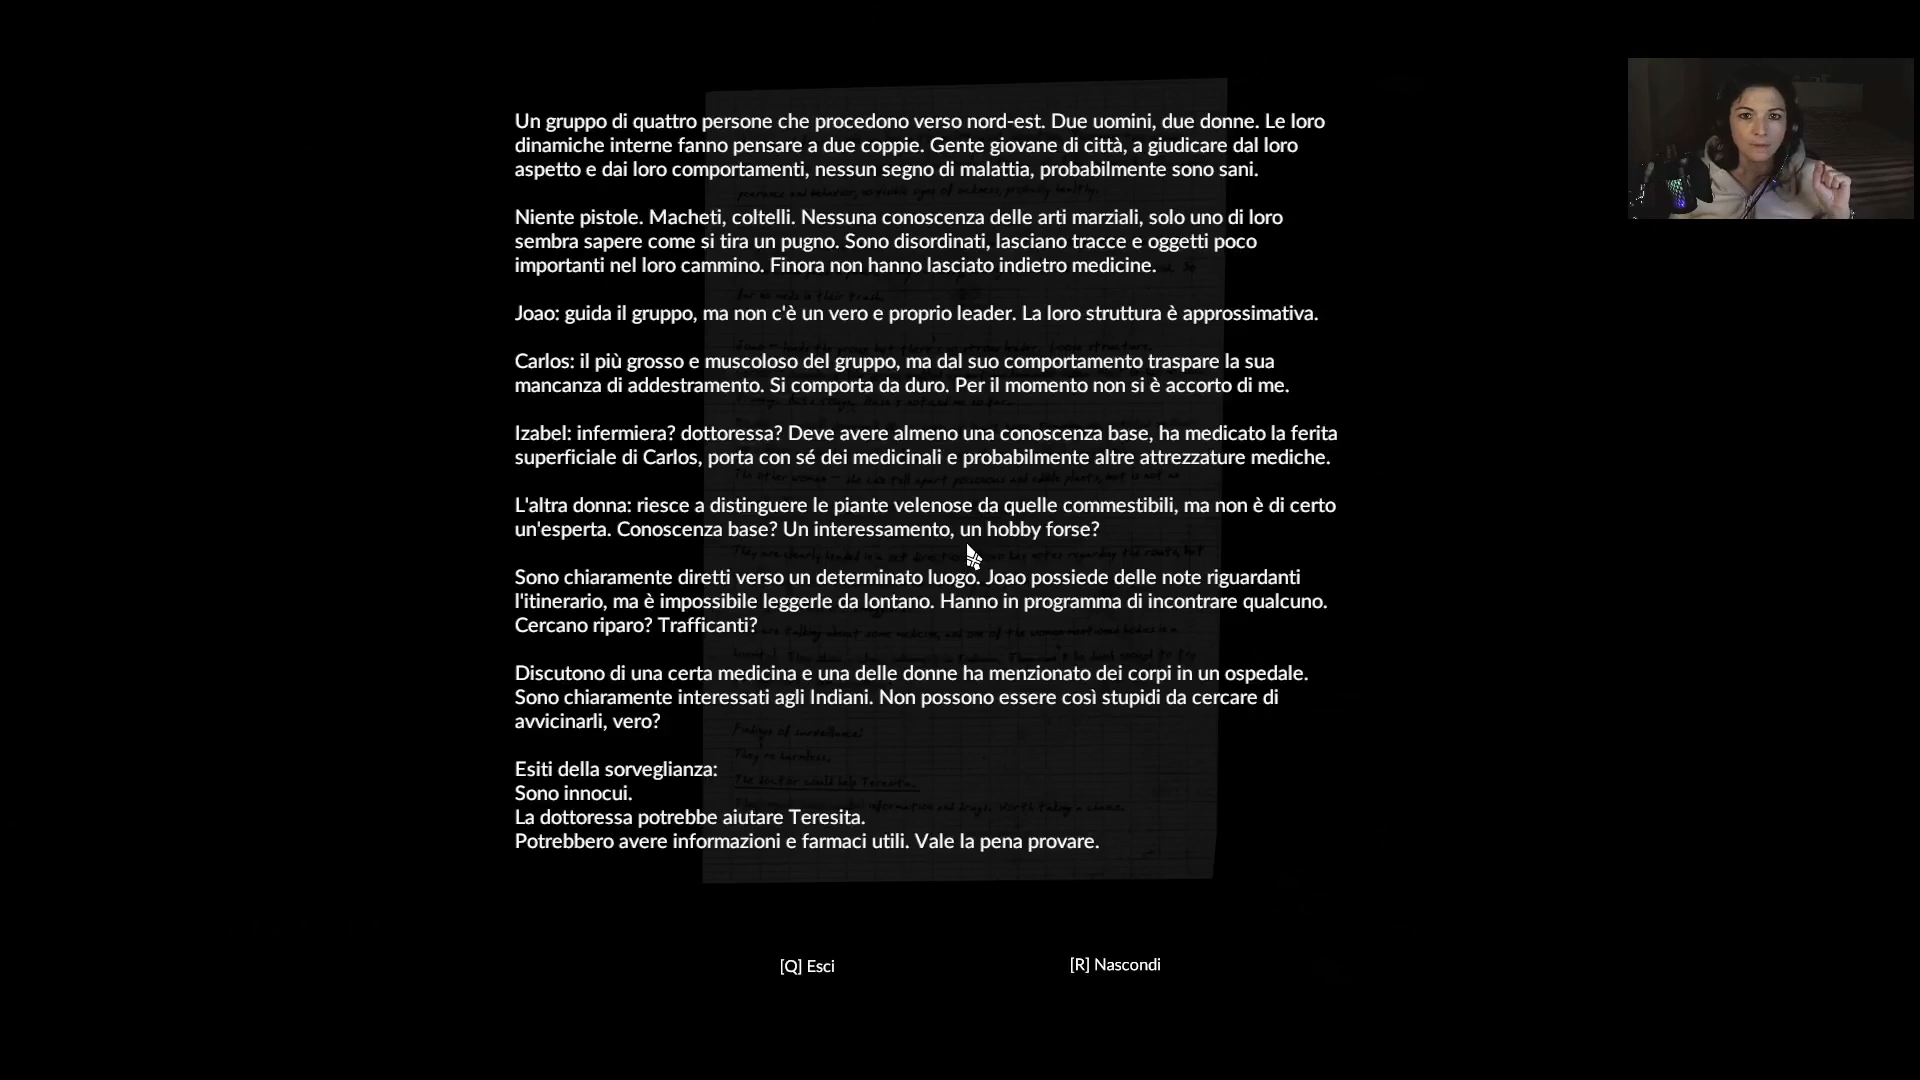 Un gruppo di quattro persone che procedono verso nord-est. Due uomini, due donne. Le loro
dinamiche interne fanno pensare a due coppie. Gente giovane di città, a giudicare dal loro
aspetto e dai loro comportamenti, nessun segno di malattia, probabilmente sono sani.
Niente pistole. Macheti, coltelli. Nessuna conoscenza delle arti marziali, solo uno di loro
sembra sapere come si tira un pugno. Sono disordinati, lasciano tracce e oggetti poco
importanti nel loro cammino. Finora non hanno lasciato indietro medicine.
Joao: guida il gruppo, ma non c'è un vero e proprio leader. La loro struttura è approssimativa.
Carlos: il più grosso e muscoloso del gruppo, ma dal suo comportamento traspare la sua
mancanza di addestramento. Si comporta da duro. Per il momento non si è accorto di me.
Izabel: infermiera? dottoressa? Deve avere almeno una conoscenza base, ha medicato la ferita
superficiale di Carlos, porta con sé dei medicinali e probabilmente altre attrezzature mediche.
L'altra donna: riesce a distinguere le piante velenose da quelle commestibili, ma non è di certo
un'esperta. Conoscenza base? Un interessamento, un hobby forse?
Sono chiaramente diretti verso un determinato luogo. Joao possiede delle note riguardanti
l'itinerario, ma è impossibile leggerle da lontano. Hanno in programma di incontrare qualcuno.
Cercano riparo? Trafficanti?
Discutono di una certa medicina e una delle donne ha menzionato dei corpi in un ospedale.
Sono chiaramente interessati agli Indiani. Non possono essere così stupidi da cercare di
avvicinarli, vero?
Esiti della sorveglianza:
Sono innocui.
La dottoressa potrebbe aiutare Teresita.
Potrebbero avere informazioni e farmaci utili. Vale la pena provare.
[Q] Esci
[R] Nascondi